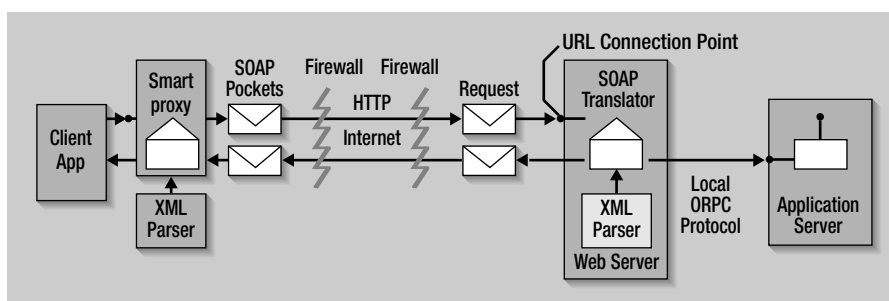 URL Connection Point
Smart
proxy
SOAP
Pockets
Firewall
Firewall
Request
SOAP
Translator
HTTP
Client
App
Internet
XML
Parser
XML
Parser
Web Server
Local
ORPC
Protocol
Application
Server